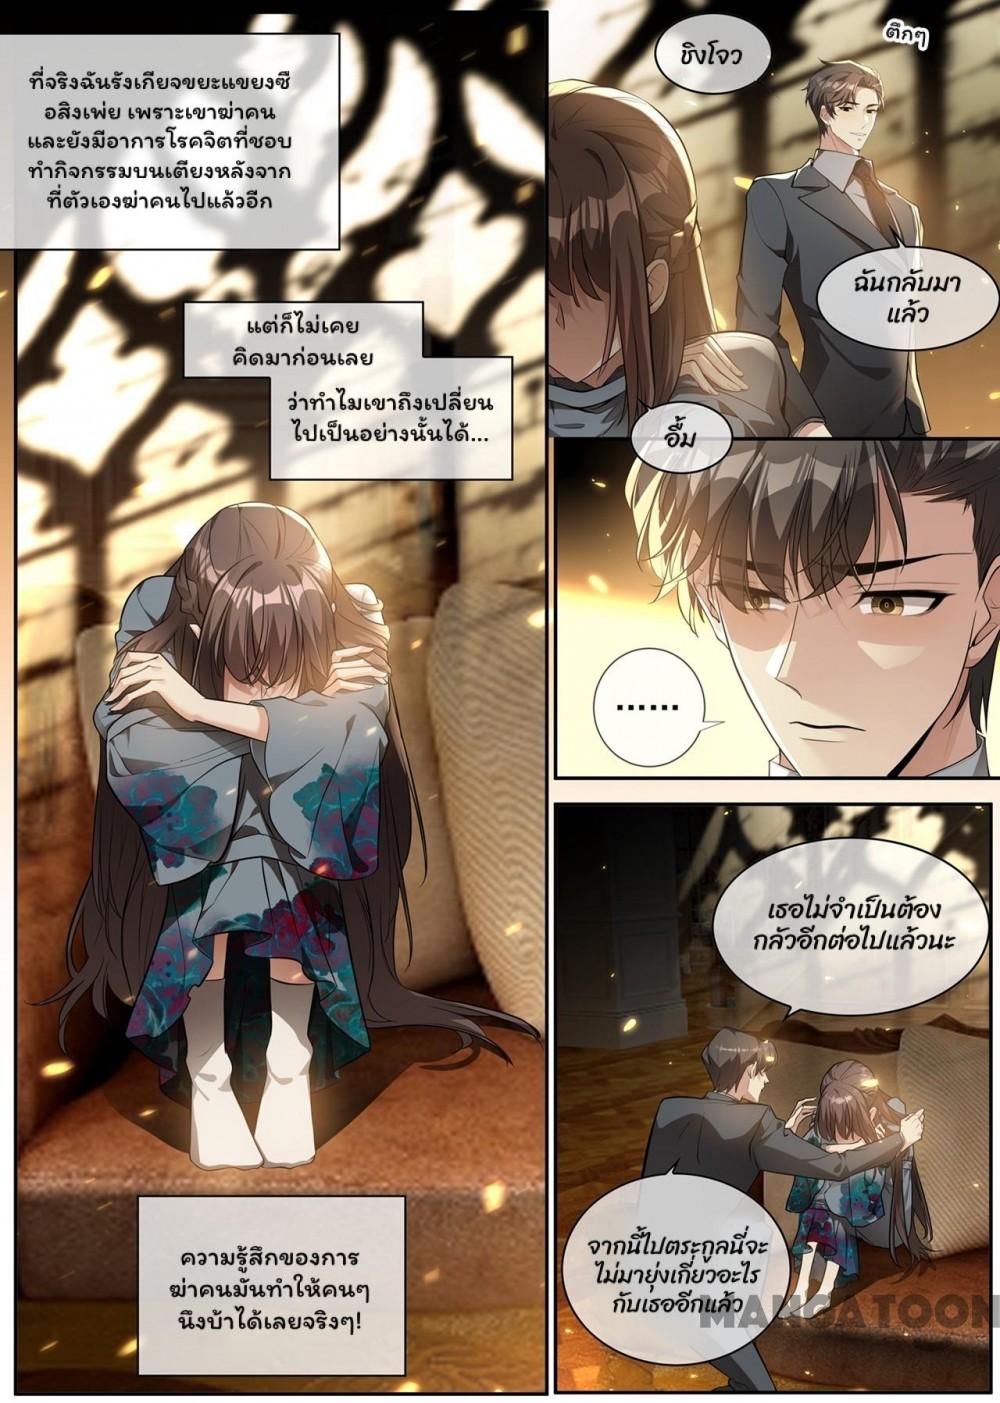 ที่จริงฉันรังเกียจขยะแขยงซื
อสิงเพ่ย เพราะเขาฆ่าคน
และยังมีอาการโรคจิตที่ชอบ
ทำกิจกรรมบนเตียงหลังจาก
ที่ตัวเองฆ่าคนไปแล้วอีก
แต่ก็ไม่เคย
คิดมาก่อนเลย
ว่าทำไมเขาถึงเปลี่ยน
ไปเป็นอย่างนั้นได้...
ความรู้สึกของการ
ฆ่าคนมันทำให้คนๆ
นึงบ้าได้เลยจริงๆ!
ชิงโจว
ตึกๆ
ฉันกลับมา
แล้ว
อื้ม
......
เธอไม่จำเป็นต้อง
กลัวอีกต่อไปแล้วนะ
จากนี้ไปตระกูลนี่จะ
ไม่มายุ่งเกี่ยวอะไร
กับเธออีกแล้ว
MANGATOON